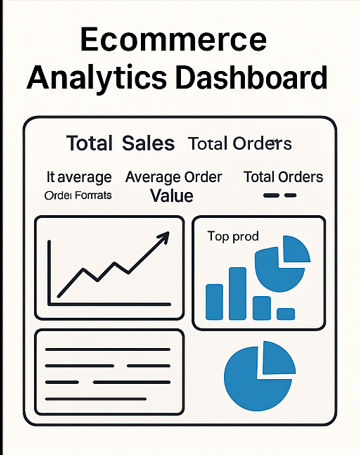 Ecommerce
Analytics Dashboard
Total Sales Total Orders
It average Average Order Total Orders
Order Formats Value
Top prod